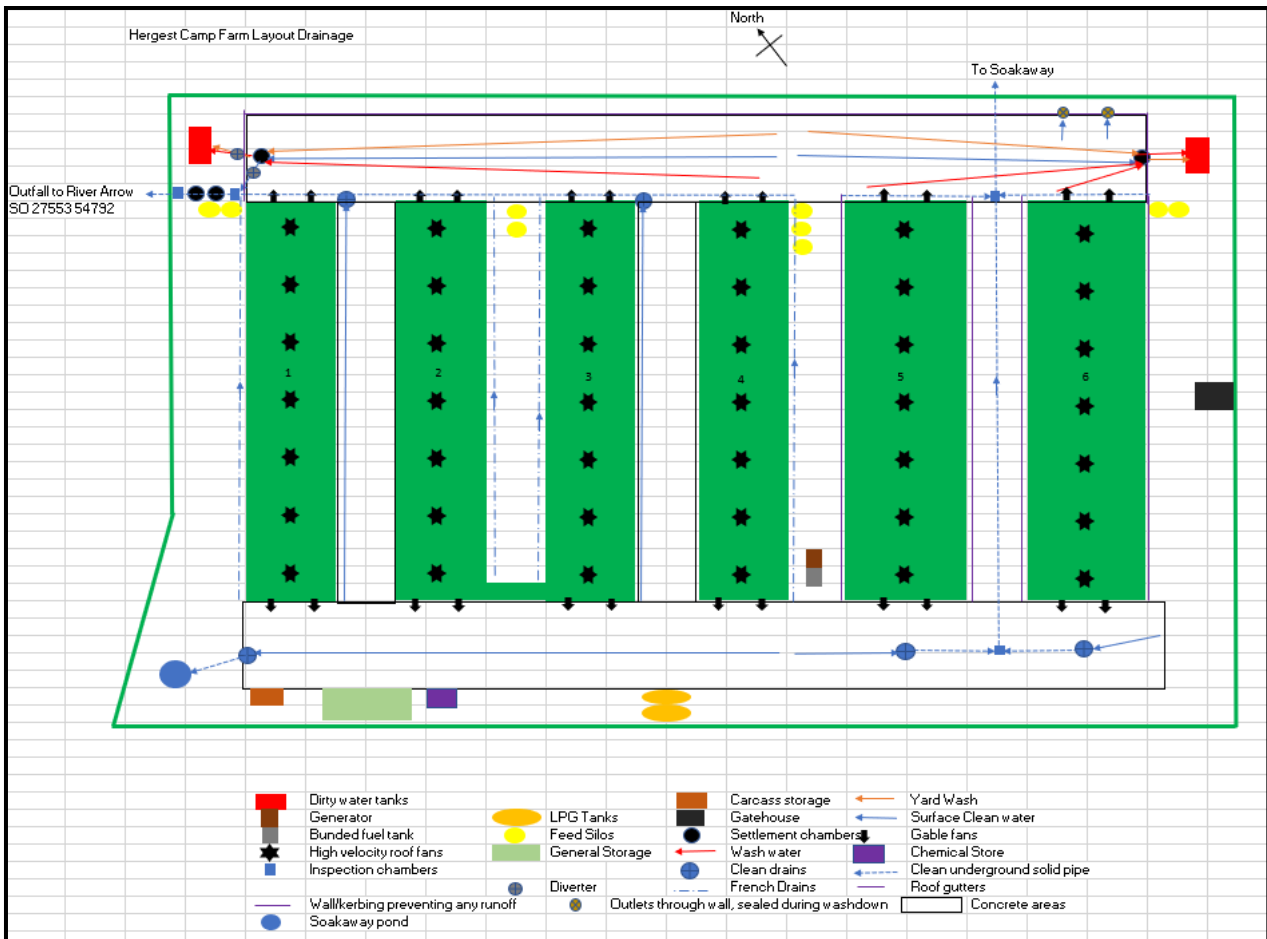 North
Hergest Camp Farm Layout Drainage
To Soakaway
Outfall to River Arrow
SO 27553 54792
1
2
3
4
5
6
Dirty water tanks
Carcass storage
Yard Wash
Generator
LPG Tanks
Gatehouse
Surface Clean water
Bunded fuel tank
Feed Silos
Settlement chambers
Gable fans
High velocity roof fans
General Storage
Wash water
Chemical Store
Inspection chambers
Clean drains
Clean underground solid pipe
Diverter
French Drains
Roof gutters
Wall/kerbing preventing any runoff
Outlets through wall, sealed during washdown
Concrete areas
Soakaway pond